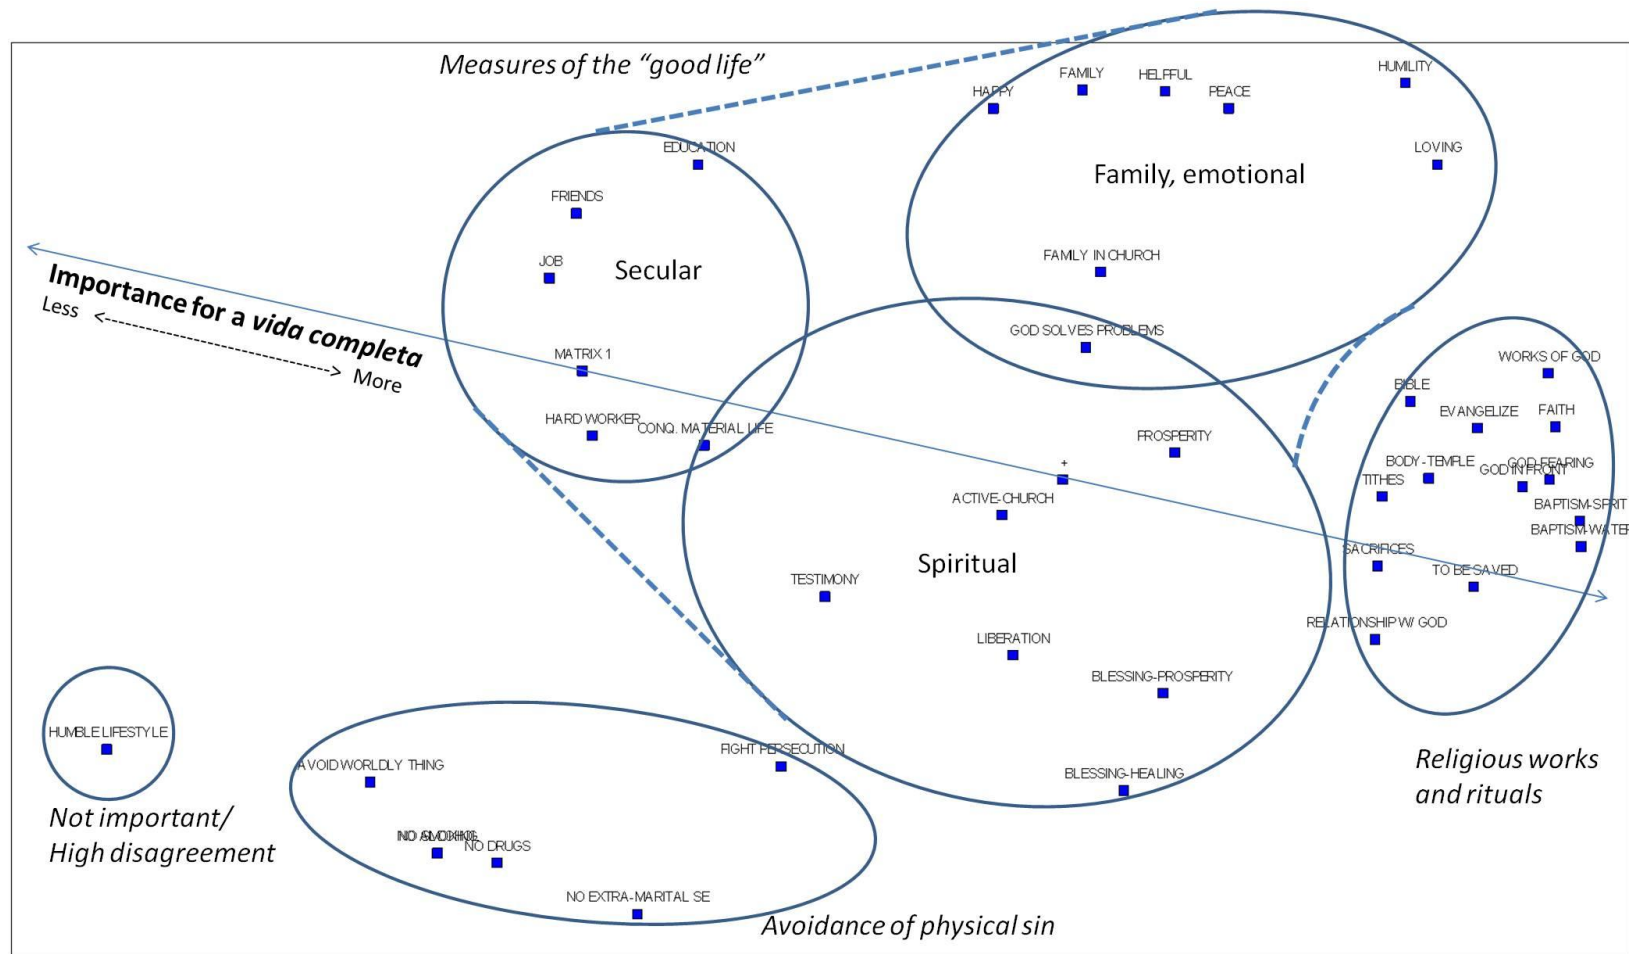 Measures of the “good life”
HAPPY
FAMILY
HELPFUL
PEACE
HUMILITY
LOVING
Family, emotional
FAMILY IN CHURCH
GOD SOLVES PROBLEMS
EDUCATION
FRIENDS
JOB
Secular
MATRIX 1
HARD WORKER
CONQ. MATERIAL LIFE
Importance for a vida completa
Less
More
PROSPERITY
+
ACTIVE-CHURCH
Spiritual
TESTIMONY
LIBERATION
BLESSING-PROSPERITY
BLESSING-HEALING
WORKS OF GOD
BIBLE
EVANGELIZE
FAITH
BODY-TEMPLE
GOD FEARING
GOD IN FRONT
TITHES
BAPTISM-SPRIT
BAPTISM-WATER
SACRIFICES
TO BE SAVED
RELATIONSHIP W/ GOD
Religious works
and rituals
HUMBLE LIFESTYLE
Not important/
High disagreement
FIGHT PERSECUTION
AVOID WORLDLY THING
NO DRUGS
NO EXTRA-MARITAL SE
Avoidance of physical sin